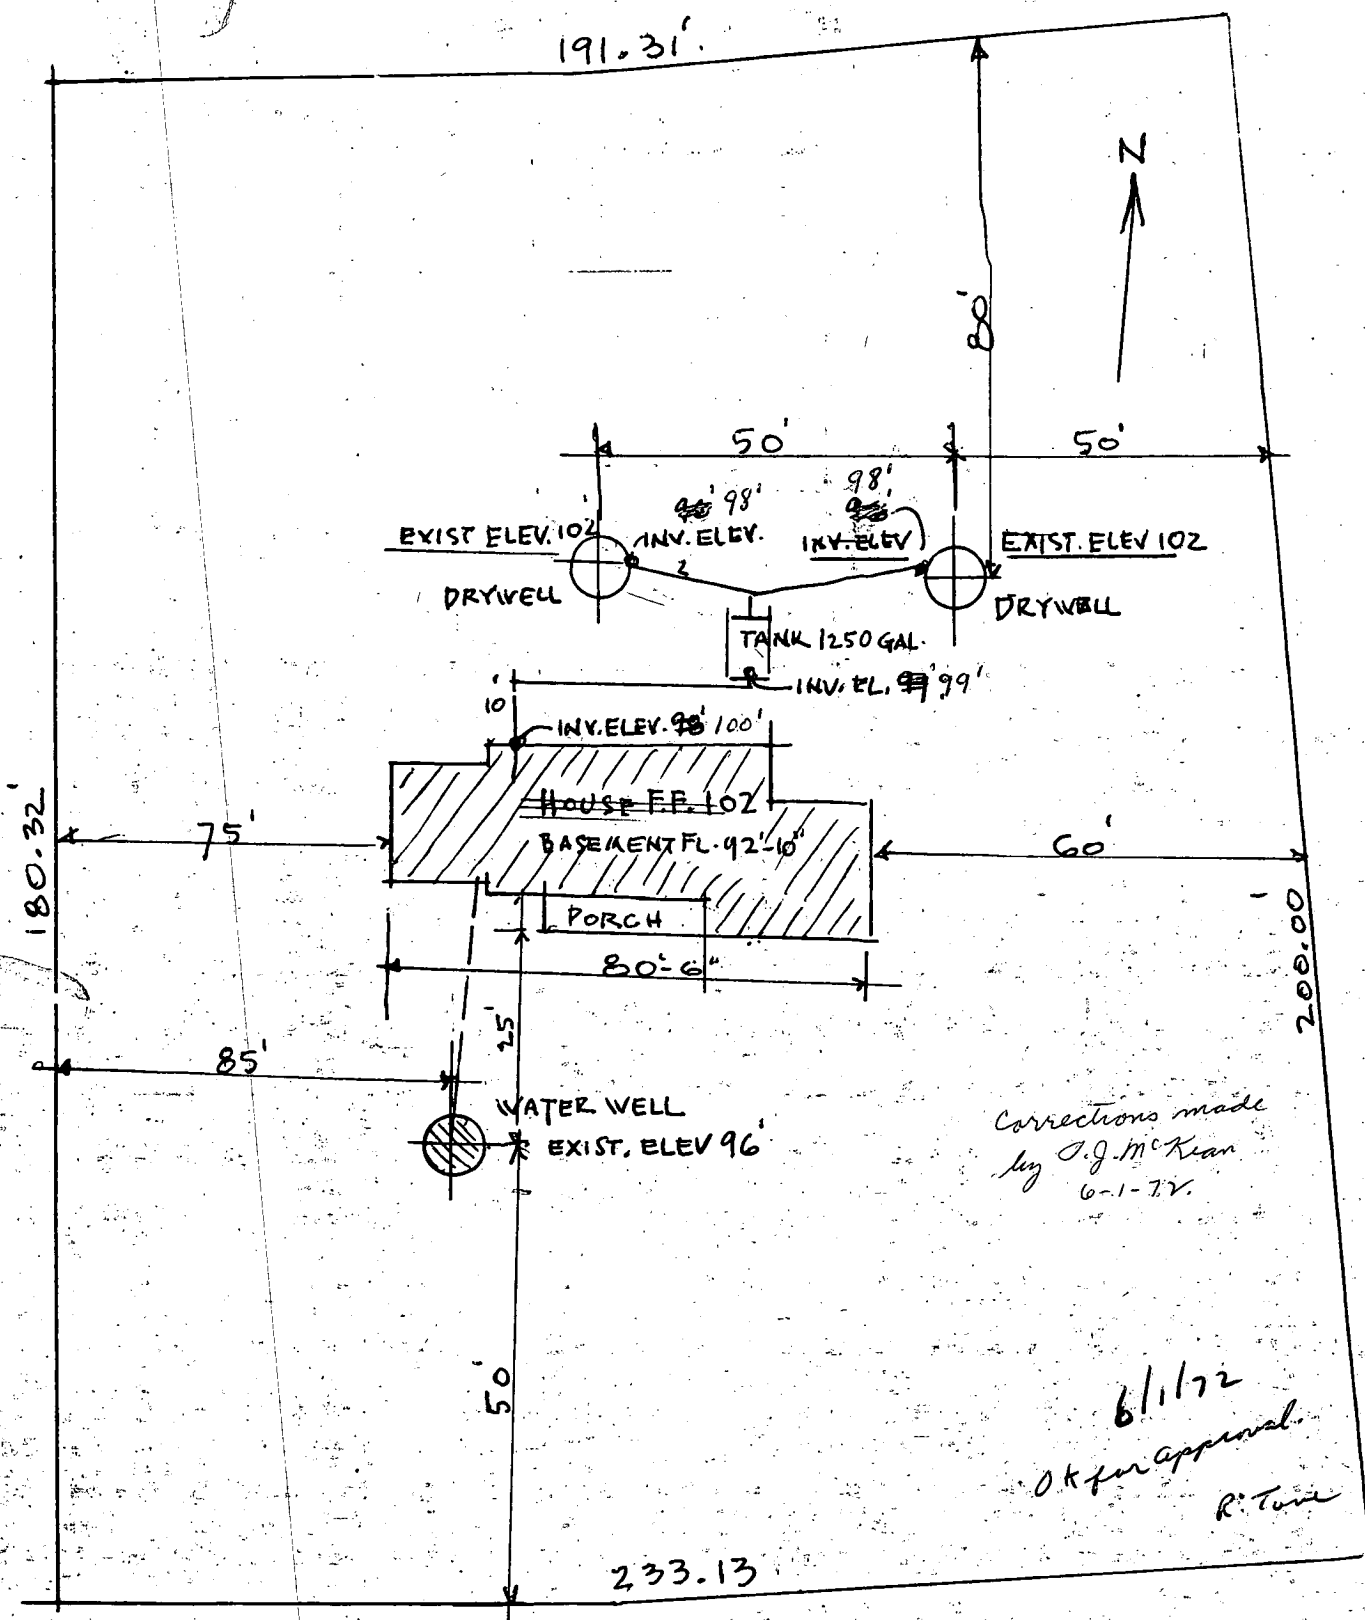 191.31'.
N
80'
50'
50'
98'
98'
EXIST ELEV. 102'
INV. ELEV.
INV. ELEV
EXIST. ELEV 102
2
DRYWELL
DRYWELL
TANK 1250 GAL.
INV. EL. 99'
10'
INV. ELEV. 98' 100'
HOUSE F.F. 102
BASEMENT FL. 92'-10"
75'
60'
180.32'
PORCH
80'-6"
200.00'
25'
85'
WATER WELL
EXIST. ELEV 96'
Corrections made
by J. McKean
6-1-72.
50'
6/1/72
OK for approval.
R.
233.13